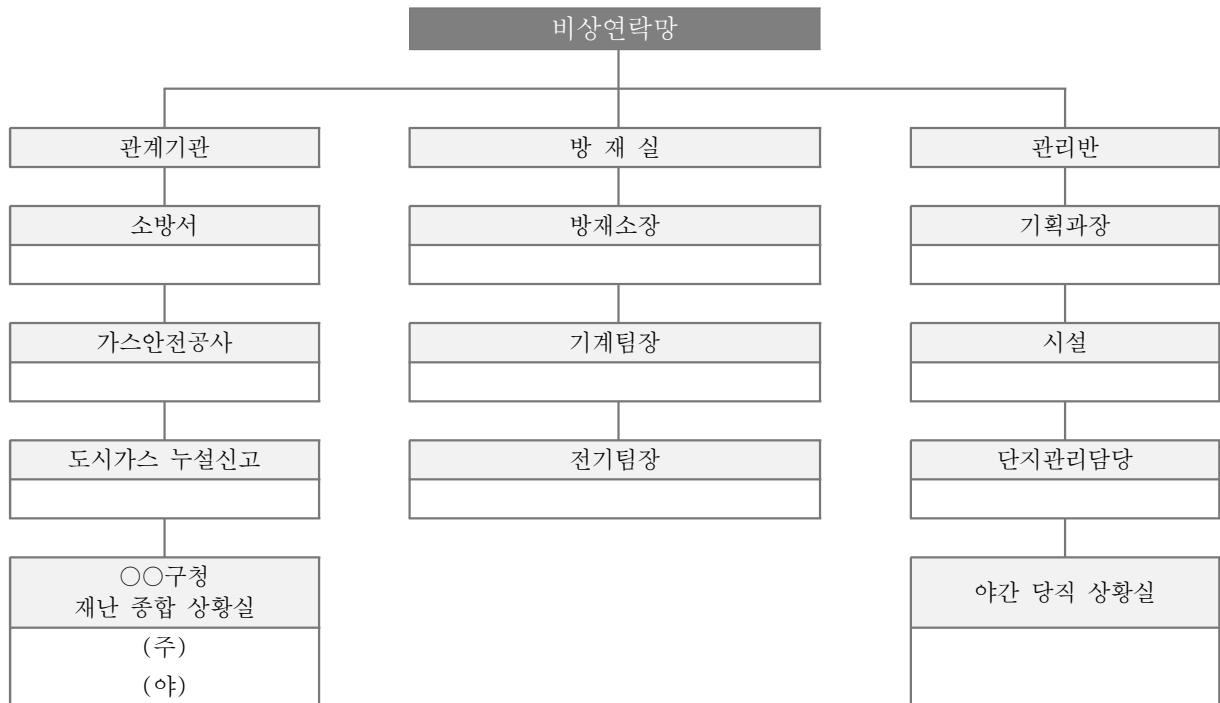 비상연락망
관계기관
방 재 실
관리반
소방서
방재소장
기획과장
가스안전공사
기계팀장
시설
도시가스 누설신고
전기팀장
단지관리담당
○○구청
재난 종합 상황실
야간 당직 상황실
(주)
(야)